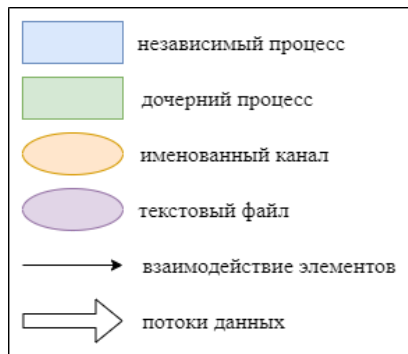 независимый процесс
дочерний процесс
именованный канал
текстовый файл
взаимодействие элементов
потоки данных